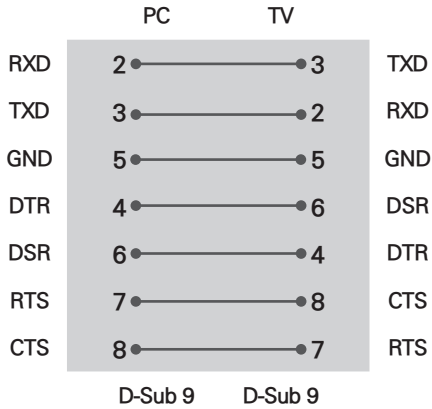 PC TV
RXD 2 3 TXD
TXD 3 2 RXD
GND 5 5 GND
DTR 4 6 DSR
DSR 6 4 DTR
RTS 7 8 CTS
CTS 8 7 RTS
D-Sub 9 D-Sub 9